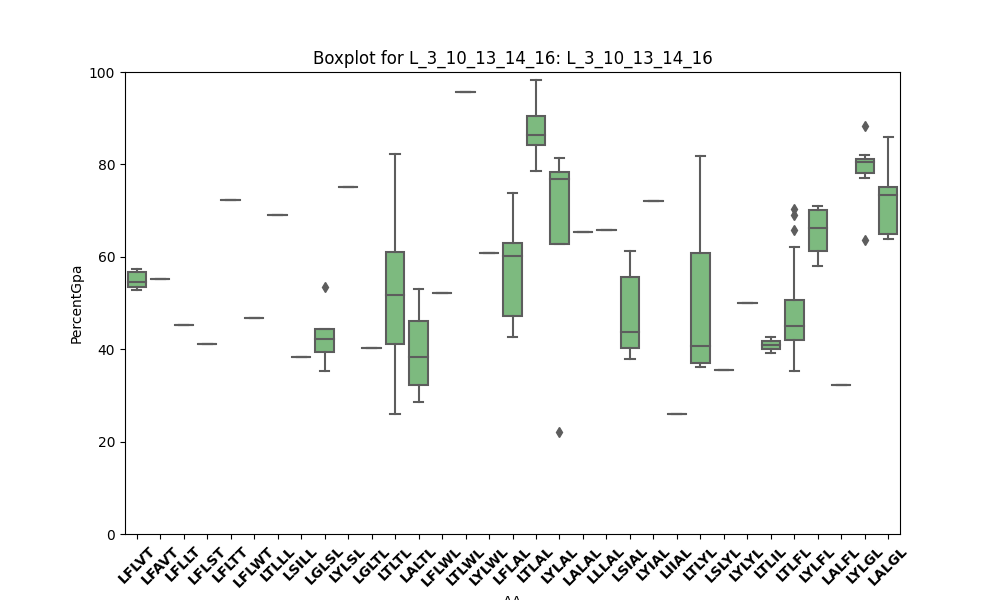 Boxplot for L_3_10_13_14_16: L_3_10_13_14_16
100
80
60
40
20
0
PercentGpa
LFLVT
LFAVT
LFLLT
LFLST
LFLTT
LFLWT
LTLLL
LSILL
LGLSL
LYLSL
LGLTL
LTLTL
LALTL
LFLWL
LTLWL
LYLWL
LFLAL
LTLAL
LYLAL
LALAL
LLLAL
LSIAL
LYIAL
LIIAL
LTLYL
LSLYL
LYLYL
LTLIL
LTLFL
LYLFL
LALFL
LYLGL
LALGL